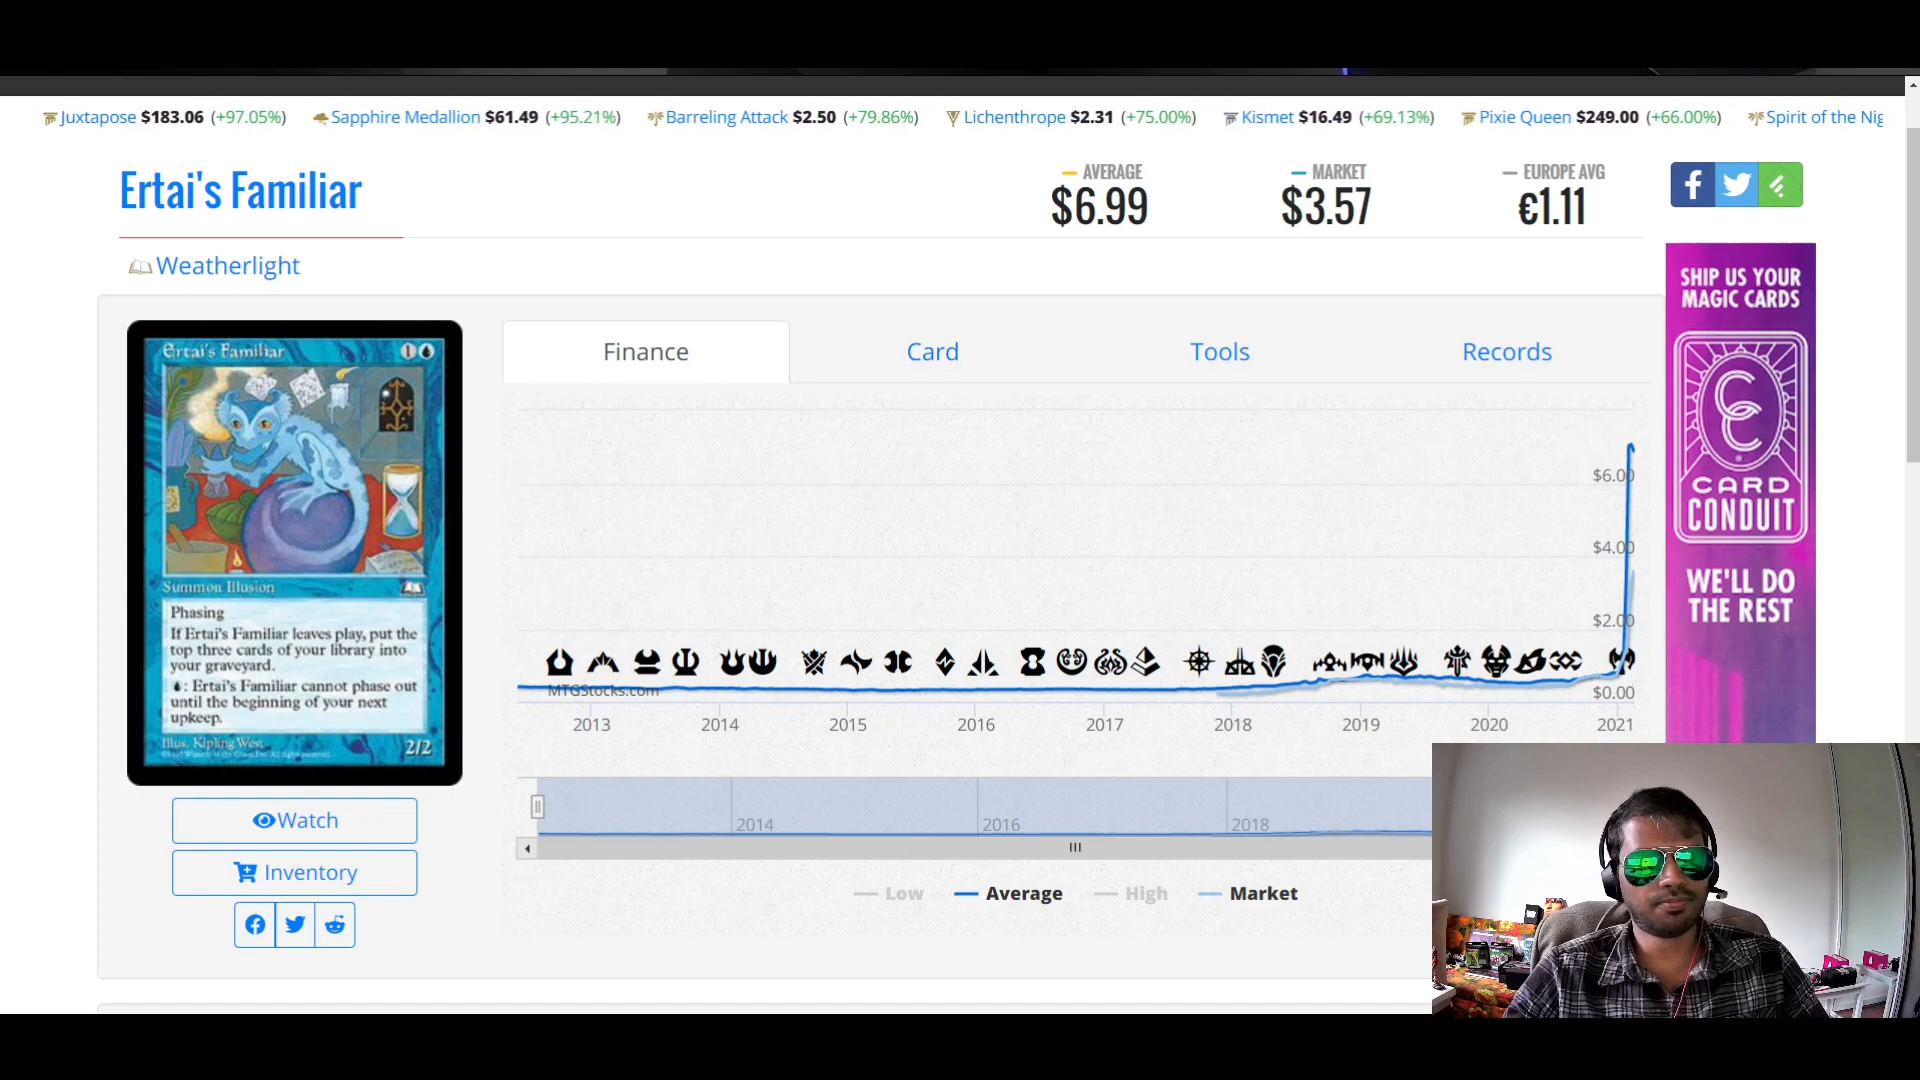 Juxtapose $183.06 (+97.05%) Sapphire Medallion $61.49 (+95.21%) Barreling Attack $2.50 (+79.86%) Lichenthrope $2.31 (+75.00%) Kismet $16.49 (+69.13%) Pixie Queen $249.00 (+66.00%) Spirit of the Nig
Ertai's Familiar
AVERAGE
$6.99
MARKET
$3.57
EUROPE AVG
€1.11
Weatherlight
Ertai's Familiar 1
Summon Illusion
Phasing
If Ertai's Familiar leaves play, put the
top three cards of your library into
your graveyard.
: Ertai's Familiar cannot phase out
until the beginning of your next
upkeep.
Illus. Kipling West
2/2
Watch
Inventory
Finance Card Tools Records
$6.00
$4.00
$2.00
$0.00
MTGStocks.com
2013 2014 2015 2016 2017 2018 2019 2020 2021
2014 2016 2018
Low Average High Market
SHIP US YOUR
MAGIC CARDS
CARD
CONDUIT
WE'LL DO
THE REST